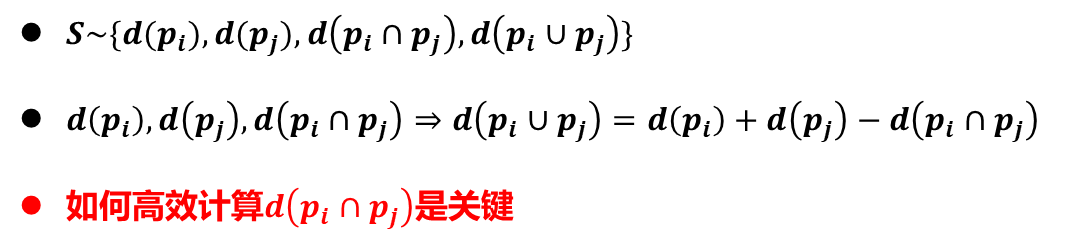 ● S~{d(pᵢ), d(pⱼ), d(pᵢ ∩ pⱼ), d(pᵢ ∪ pⱼ)}
● d(pᵢ), d(pⱼ), d(pᵢ ∩ pⱼ) ⇒ d(pᵢ ∪ pⱼ) = d(pᵢ) + d(pⱼ) − d(pᵢ ∩ pⱼ)
● 如何高效计算d(pᵢ ∩ pⱼ)是关键